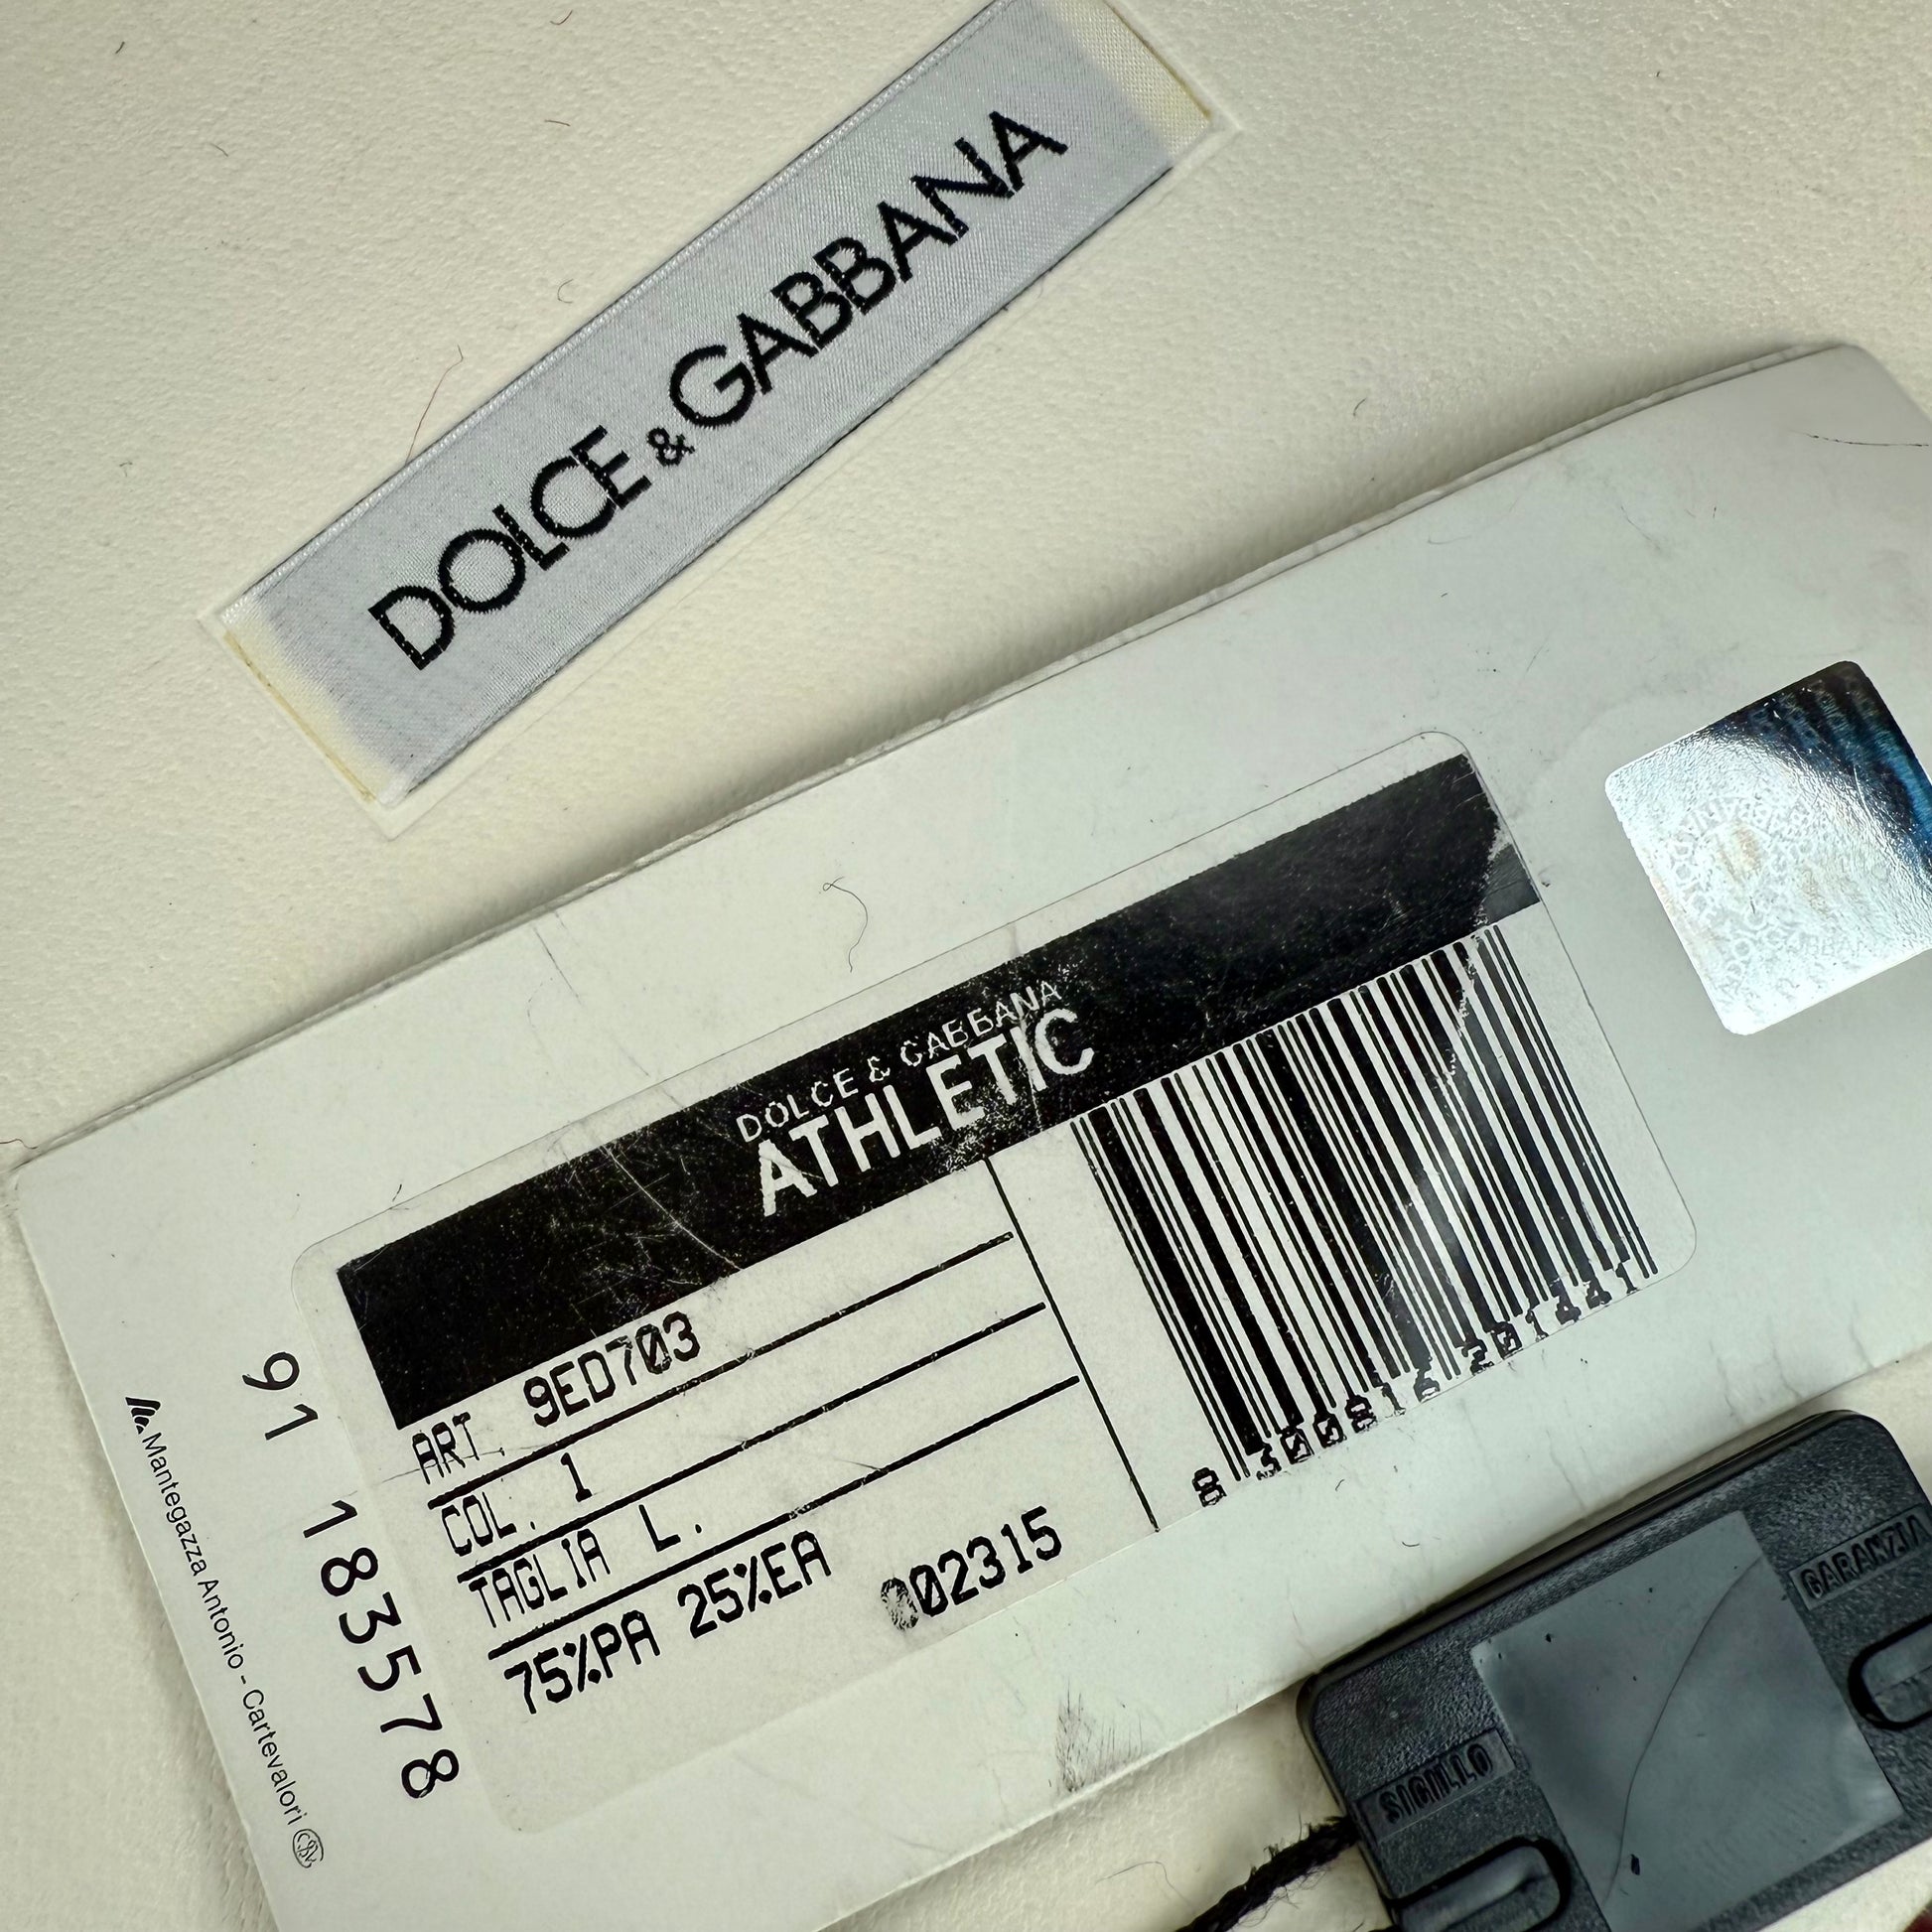 DOLCE & GABBANA
DOLCE & GABBANA
ATHLETIC
ART. 9ED703
COL. 1
TAGLIA L.
75%PA 25%EA 002315
91 183578
Mantegazza Antonio - Cartevalori
SIGILLO
GARANZIA